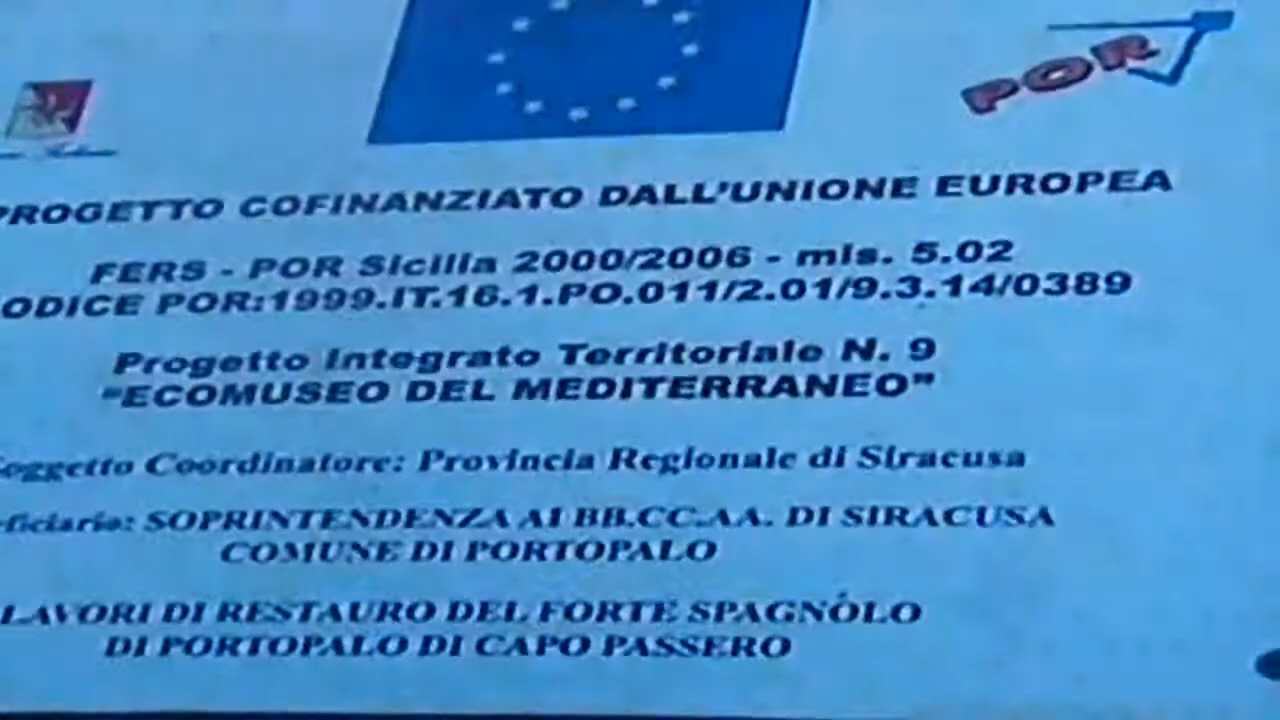 POR
PROGETTO COFINANZIATO DALL'UNIONE EUROPEA
FERS - POR Sicilia 2000/2006 - mis. 5.02
ODICE POR:1999.IT.16.1.PO.011/2.01/9.3.14/0389
Progetto Integrato Territoriale N. 9
"ECOMUSEO DEL MEDITERRANEO"
oggetto Coordinatore: Provincia Regionale di Siracusa
ficiario: SOPRINTENDENZA AI BB.CC.AA. DI SIRACUSA
COMUNE DI PORTOPALO
LAVORI DI RESTAURO DEL FORTE SPAGNÒLO
DI PORTOPALO DI CAPO PASSERO